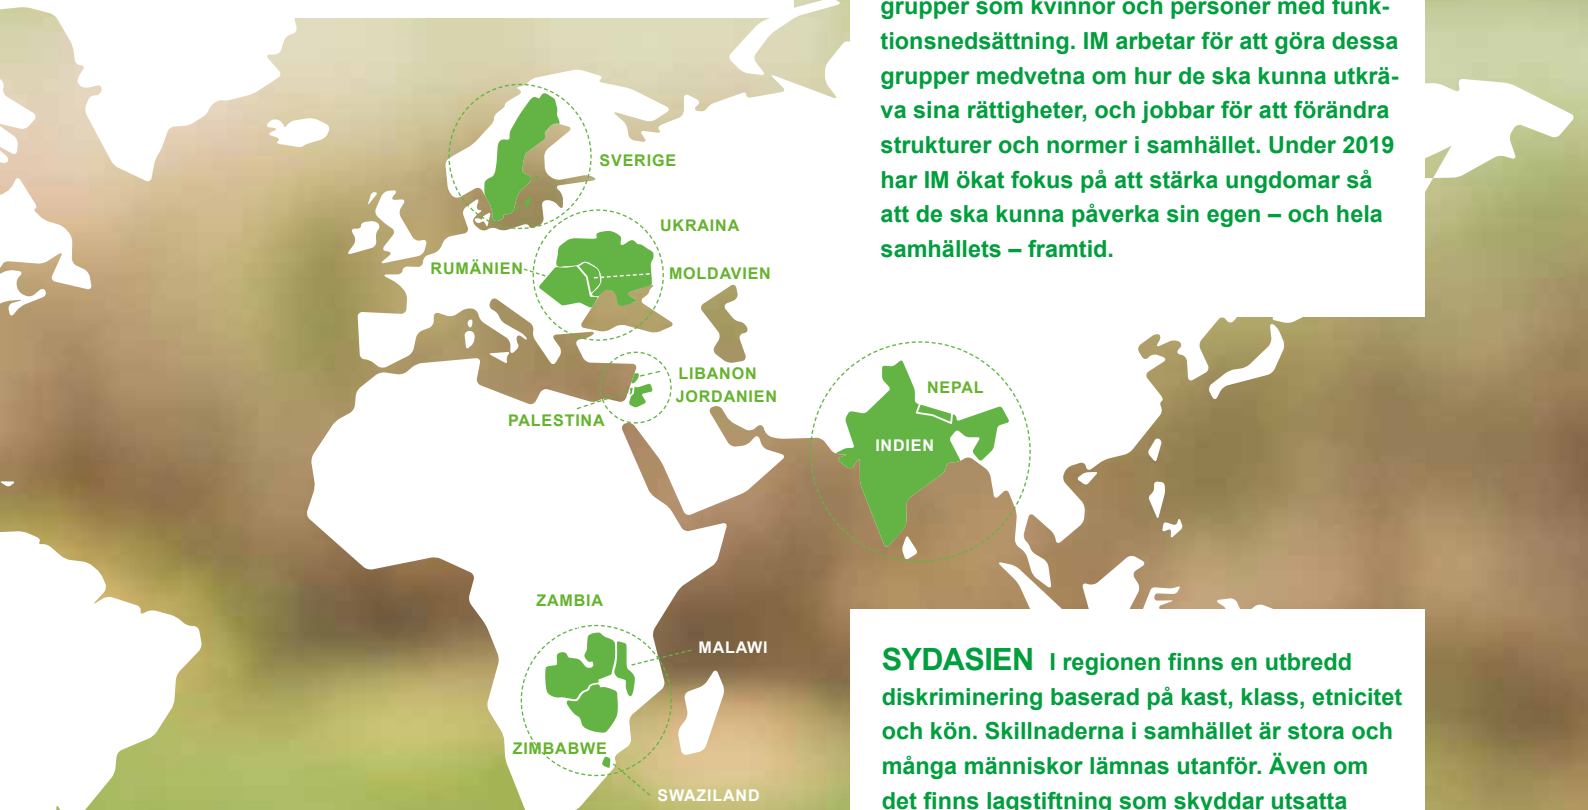 grupper som kvinnor och personer med funk-
tionsnedsättning. IM arbetar för att göra dessa
grupper medvetna om hur de ska kunna utkrä-
va sina rättigheter, och jobbar för att förändra
strukturer och normer i samhället. Under 2019
har IM ökat fokus på att stärka ungdomar så
att de ska kunna påverka sin egen – och hela
samhällets – framtid.
SVERIGE
UKRAINA
RUMÄNIEN
MOLDAVIEN
LIBANON
JORDANIEN
PALESTINA
NEPAL
INDIEN
ZAMBIA
MALAWI
ZIMBABWE
SWAZILAND
SYDASIEN I regionen finns en utbredd
diskriminering baserad på kast, klass, etnicitet
och kön. Skillnaderna i samhället är stora och
många människor lämnas utanför. Även om
det finns lagstiftning som skyddar utsatta